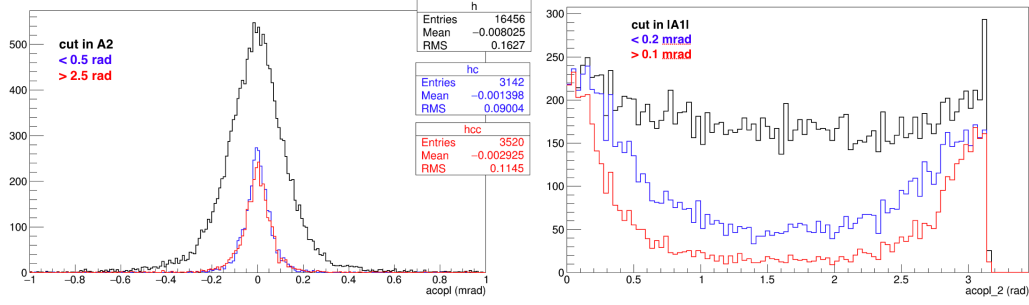 h
Entries 16456
Mean −0.008025
RMS 0.1627
hc
Entries 3142
Mean −0.001398
RMS 0.09004
hcc
Entries 3520
Mean −0.002925
RMS 0.1145
cut in A2
< 0.5 rad
> 2.5 rad
500
400
300
200
100
0
−1 −0.8 −0.6 −0.4 −0.2 0 0.2 0.4 0.6 0.8 1
acopl (mrad)
cut in |A1|
< 0.2 mrad
> 0.1 mrad
300
250
200
150
100
50
0
0.0 0.5 1 1.5 2 2.5 3
acopl_2 (rad)